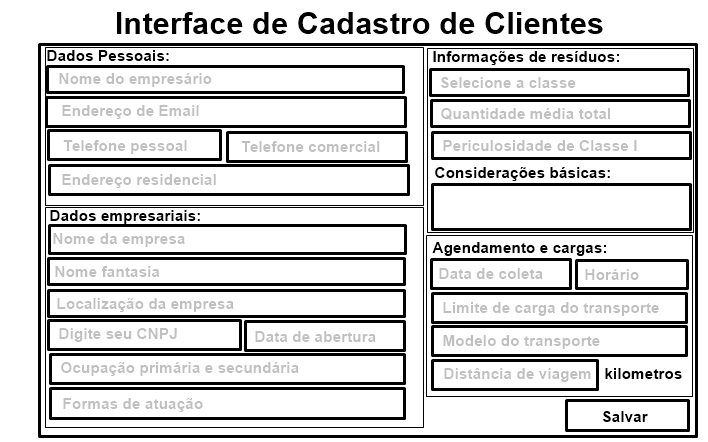 Interface de Cadastro de Clientes
Dados Pessoais:
Nome do empresário
Endereço de Email
Telefone pessoal Telefone comercial
Endereço residencial
Dados empresariais:
Nome da empresa
Nome fantasia
Localização da empresa
Digite seu CNPJ Data de abertura
Ocupação primária e secundária
Formas de atuação
Informações de resíduos:
Selecione a classe
Quantidade média total
Periculosidade de Classe I
Considerações básicas:
Agendamento e cargas:
Data de coleta Horário
Limite de carga do transporte
Modelo do transporte
Distância de viagem kilometros
Salvar